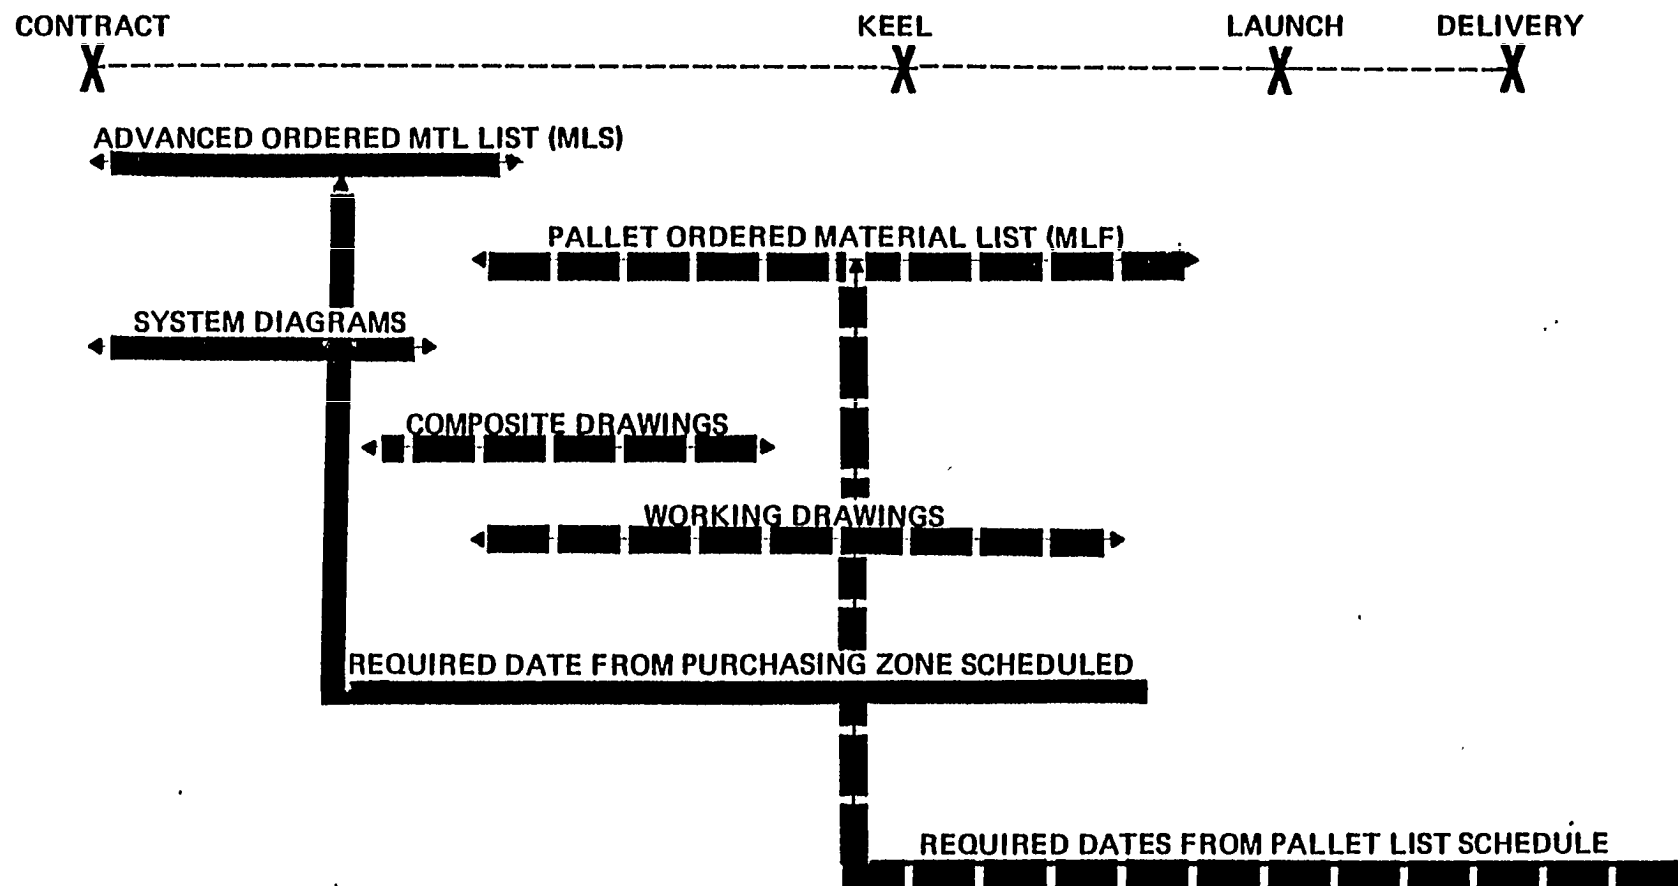 CONTRACT KEEL LAUNCH DELIVERY
ADVANCED ORDERED MTL LIST (MLS)
PALLET ORDERED MATERIAL LIST (MLF)
SYSTEM DIAGRAMS
COMPOSITE DRAWINGS
WORKING DRAWINGS
REQUIRED DATE FROM PURCHASING ZONE SCHEDULED
REQUIRED DATES FROM PALLET LIST SCHEDULE